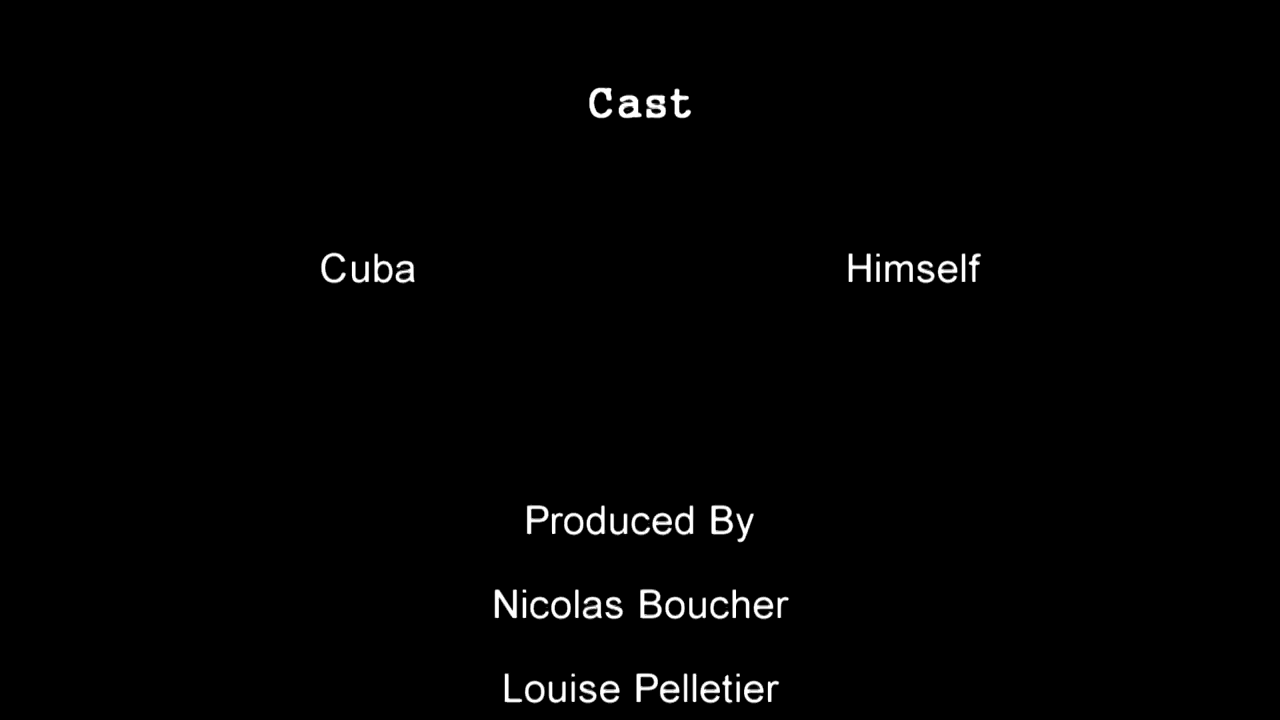 Cast
Cuba Himself
Produced By
Nicolas Boucher
Louise Pelletier